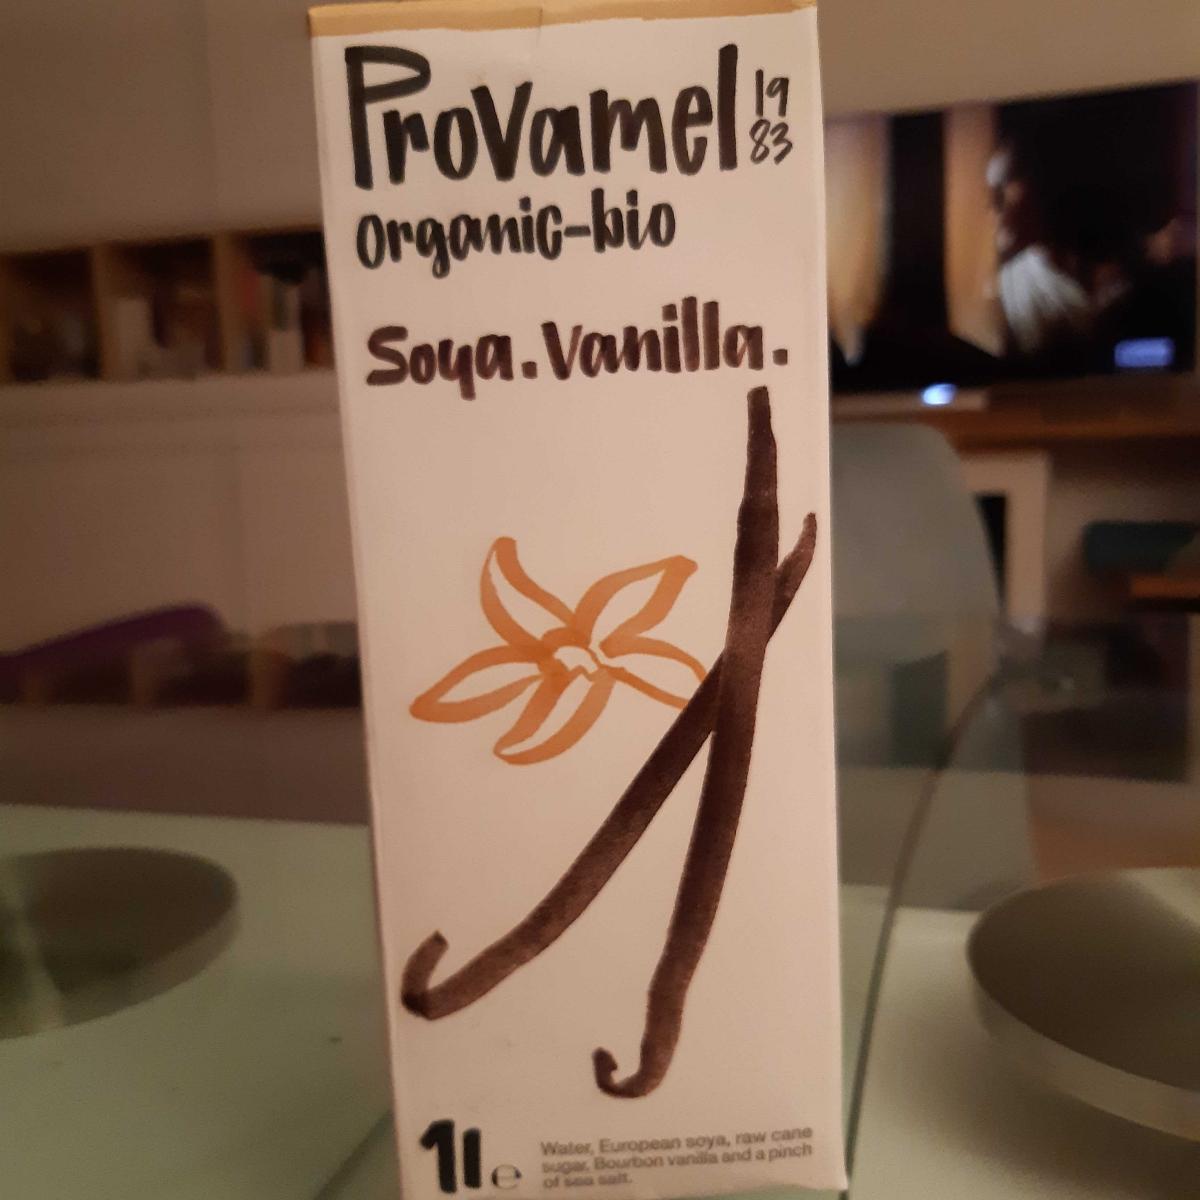 Provamel
19
83
organic-bio
Soya. Vanilla.
1l e
Water, European soya, raw cane
sugar, Bourbon vanilla and a pinch
of sea salt.